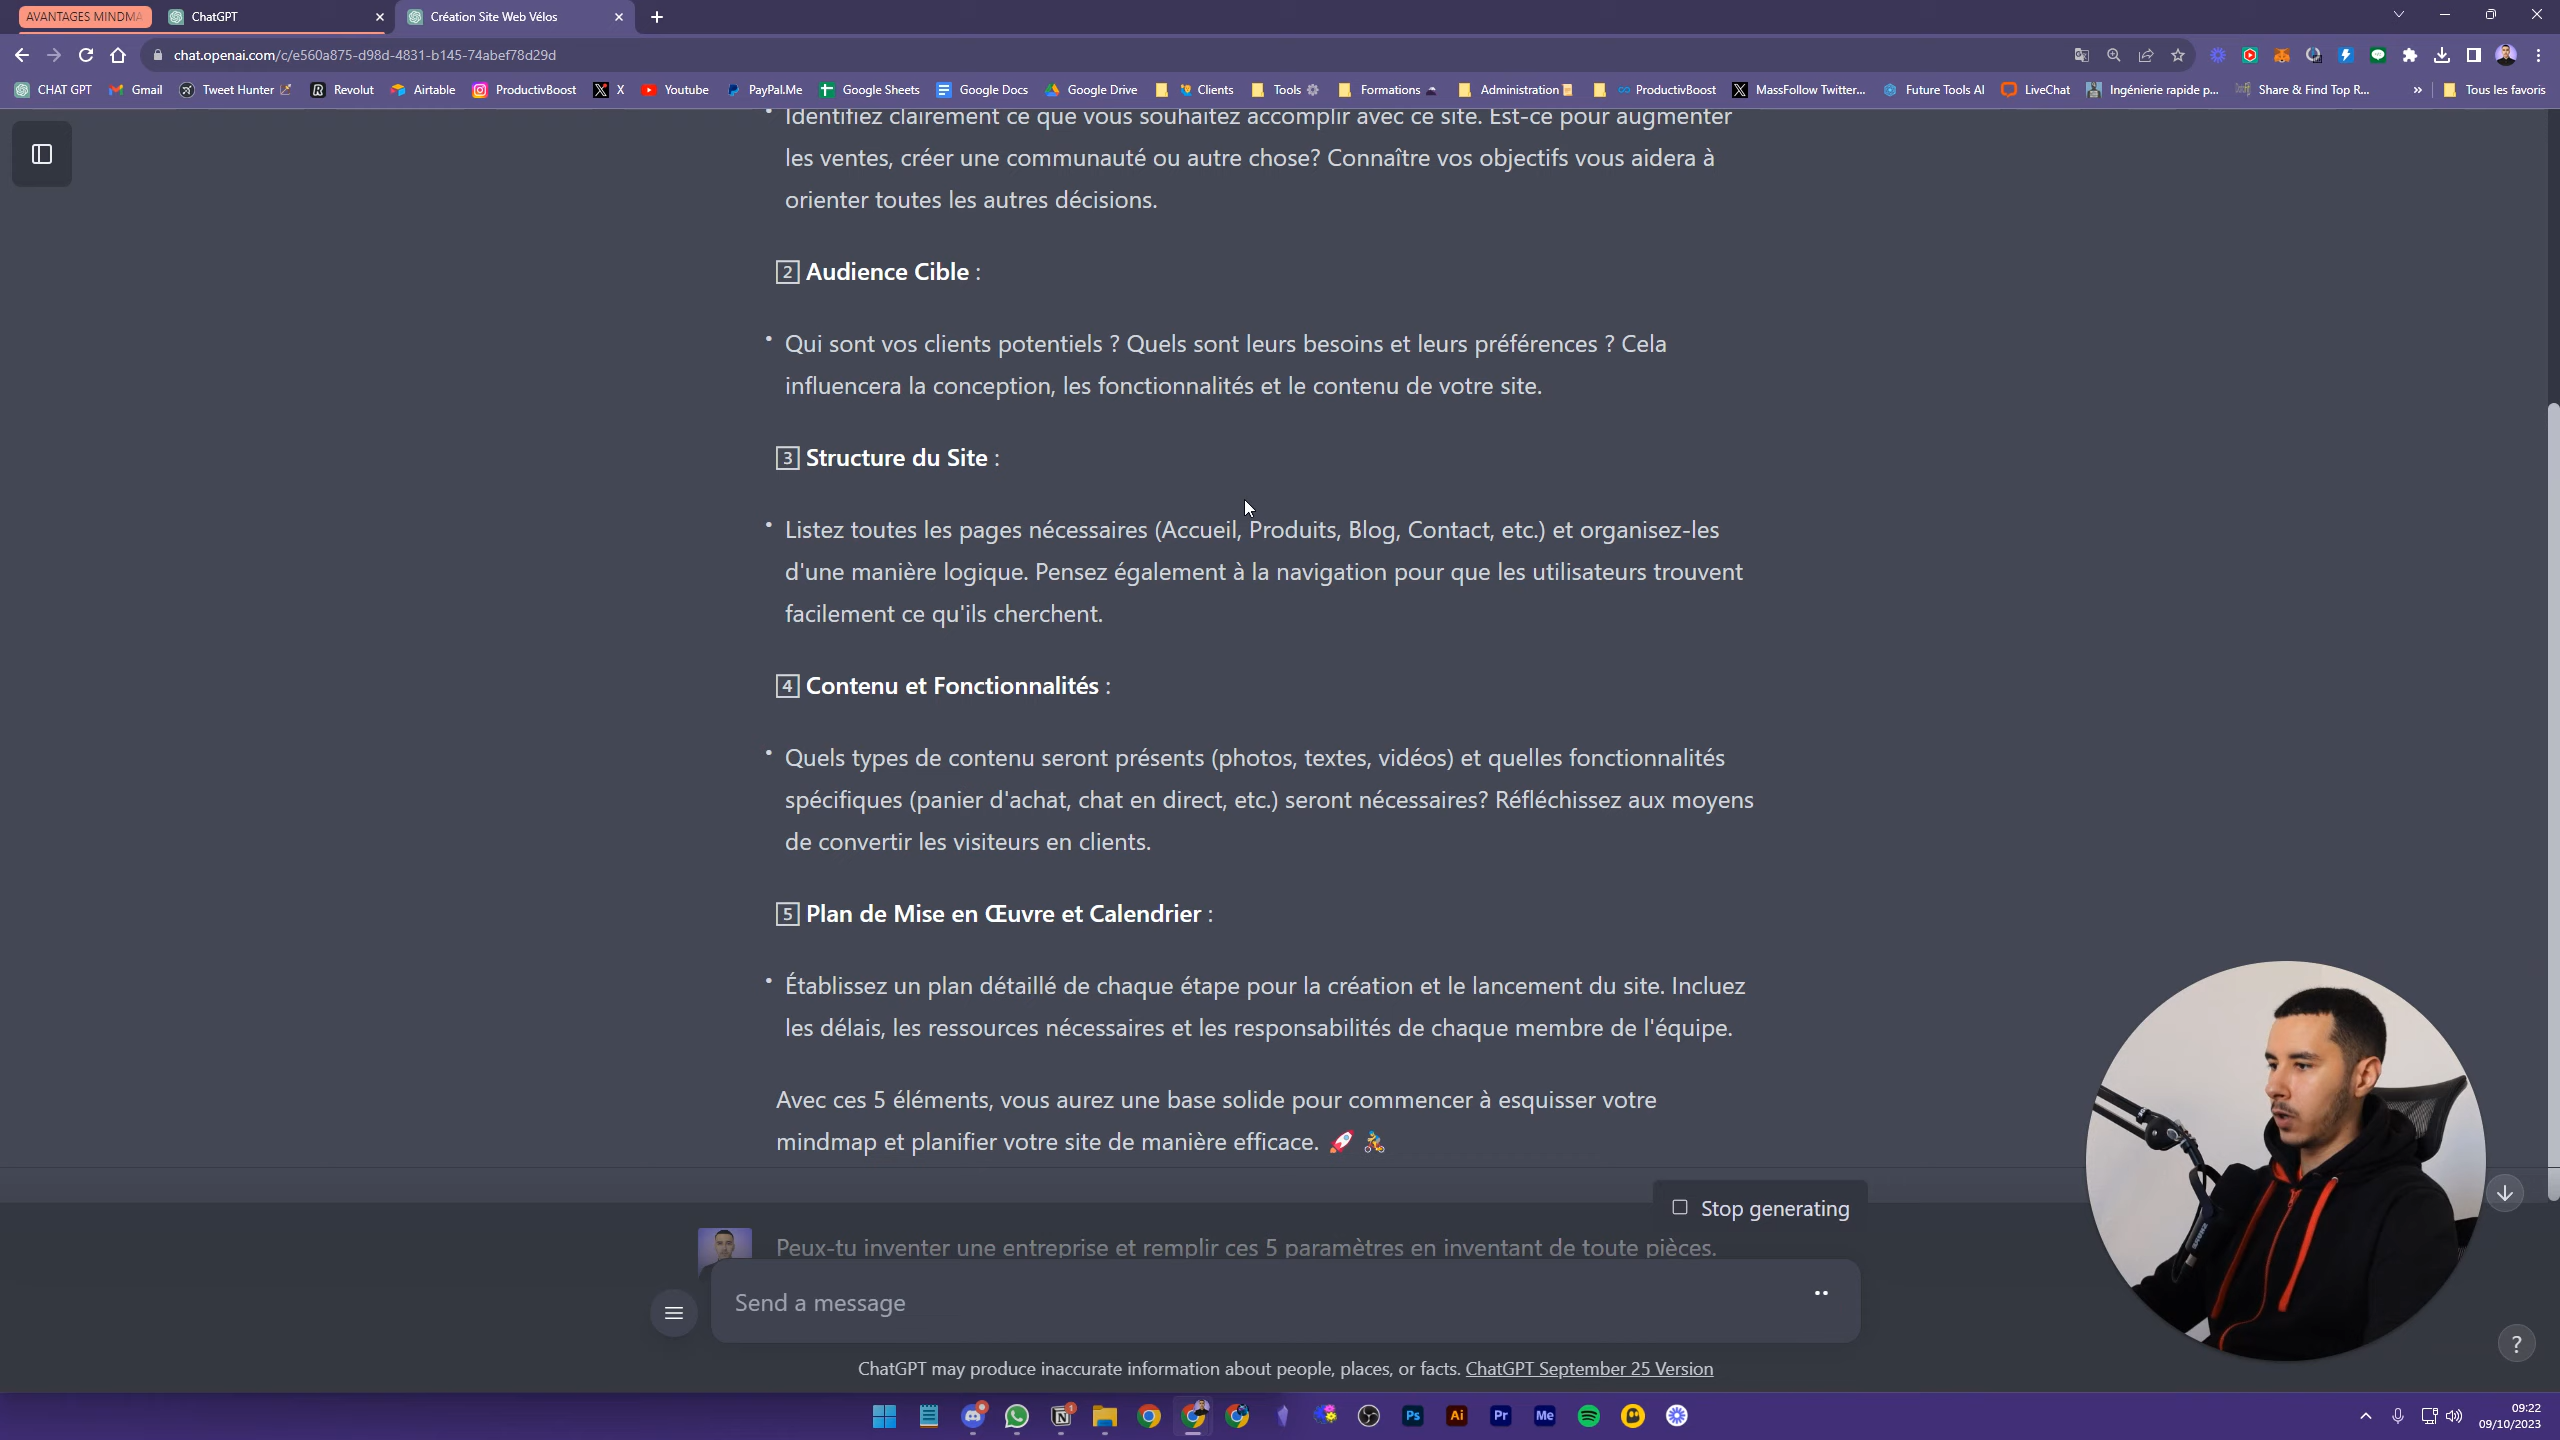 AVANTAGES MINDMA
ChatGPT
Création Site Web Vélos
chat.openai.com/c/e560a875-d98d-4831-b145-74abef78d29d
CHAT GPT
Gmail
Tweet Hunter
Revolut
Airtable
ProductivBoost
X
Youtube
PayPal.Me
Google Sheets
Google Docs
Google Drive
Clients
Tools
Formations
Administration
ProductivBoost
MassFollow Twitter...
Future Tools AI
LiveChat
Ingénierie rapide p...
Share & Find Top R...
»
Tous les favoris
• Identifiez clairement ce que vous souhaitez accomplir avec ce site. Est-ce pour augmenter
les ventes, créer une communauté ou autre chose? Connaître vos objectifs vous aidera à
orienter toutes les autres décisions.
2 Audience Cible :
• Qui sont vos clients potentiels ? Quels sont leurs besoins et leurs préférences ? Cela
influencera la conception, les fonctionnalités et le contenu de votre site.
3 Structure du Site :
• Listez toutes les pages nécessaires (Accueil, Produits, Blog, Contact, etc.) et organisez-les
d'une manière logique. Pensez également à la navigation pour que les utilisateurs trouvent
facilement ce qu'ils cherchent.
4 Contenu et Fonctionnalités :
• Quels types de contenu seront présents (photos, textes, vidéos) et quelles fonctionnalités
spécifiques (panier d'achat, chat en direct, etc.) seront nécessaires? Réfléchissez aux moyens
de convertir les visiteurs en clients.
5 Plan de Mise en Œuvre et Calendrier :
• Établissez un plan détaillé de chaque étape pour la création et le lancement du site. Incluez
les délais, les ressources nécessaires et les responsabilités de chaque membre de l'équipe.
Avec ces 5 éléments, vous aurez une base solide pour commencer à esquisser votre
mindmap et planifier votre site de manière efficace. 🚀 🚴
Stop generating
Peux-tu inventer une entreprise et remplir ces 5 paramètres en inventant de toute pièces.
Send a message
ChatGPT may produce inaccurate information about people, places, or facts. ChatGPT September 25 Version
?
1
Ps
Ai
Pr
Me
09:22
09/10/2023